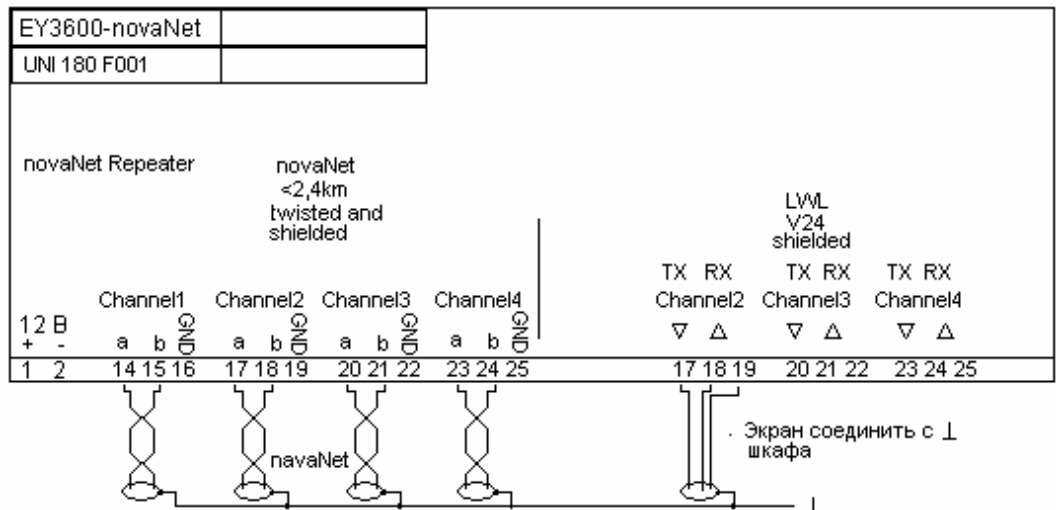 EY3600-novaNet
UNI 180 F001
novaNet Repeater
novaNet
<2,4km
twisted and
shielded
LWL
V24
shielded
TX RX TX RX TX RX
Channel1 Channel2 Channel3 Channel4 Channel2 Channel3 Channel4
12 В
+ - a b GND a b GND a b GND a b GND
1 2 14 15 16 17 18 19 20 21 22 23 24 25 17 18 19 20 21 22 23 24 25
Экран соединить с ⊥
шкафа
navaNet